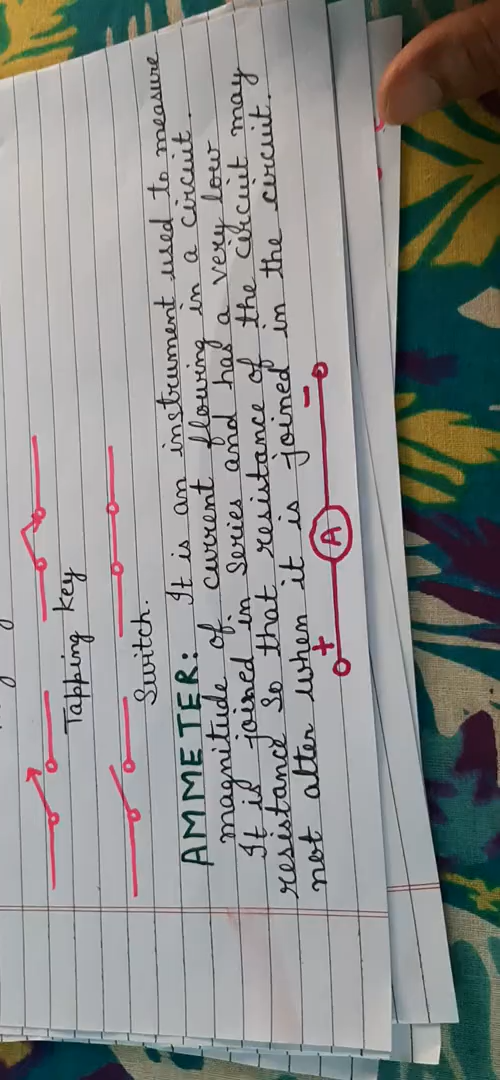 Tapping Key
Switch.
AMMETER: It is an instrument used to measure
magnitude of current flowing in a circuit.
It is joined in series and has a very low
resistance so that resistance of the circuit may
not alter when it is joined in the circuit.
+ A -